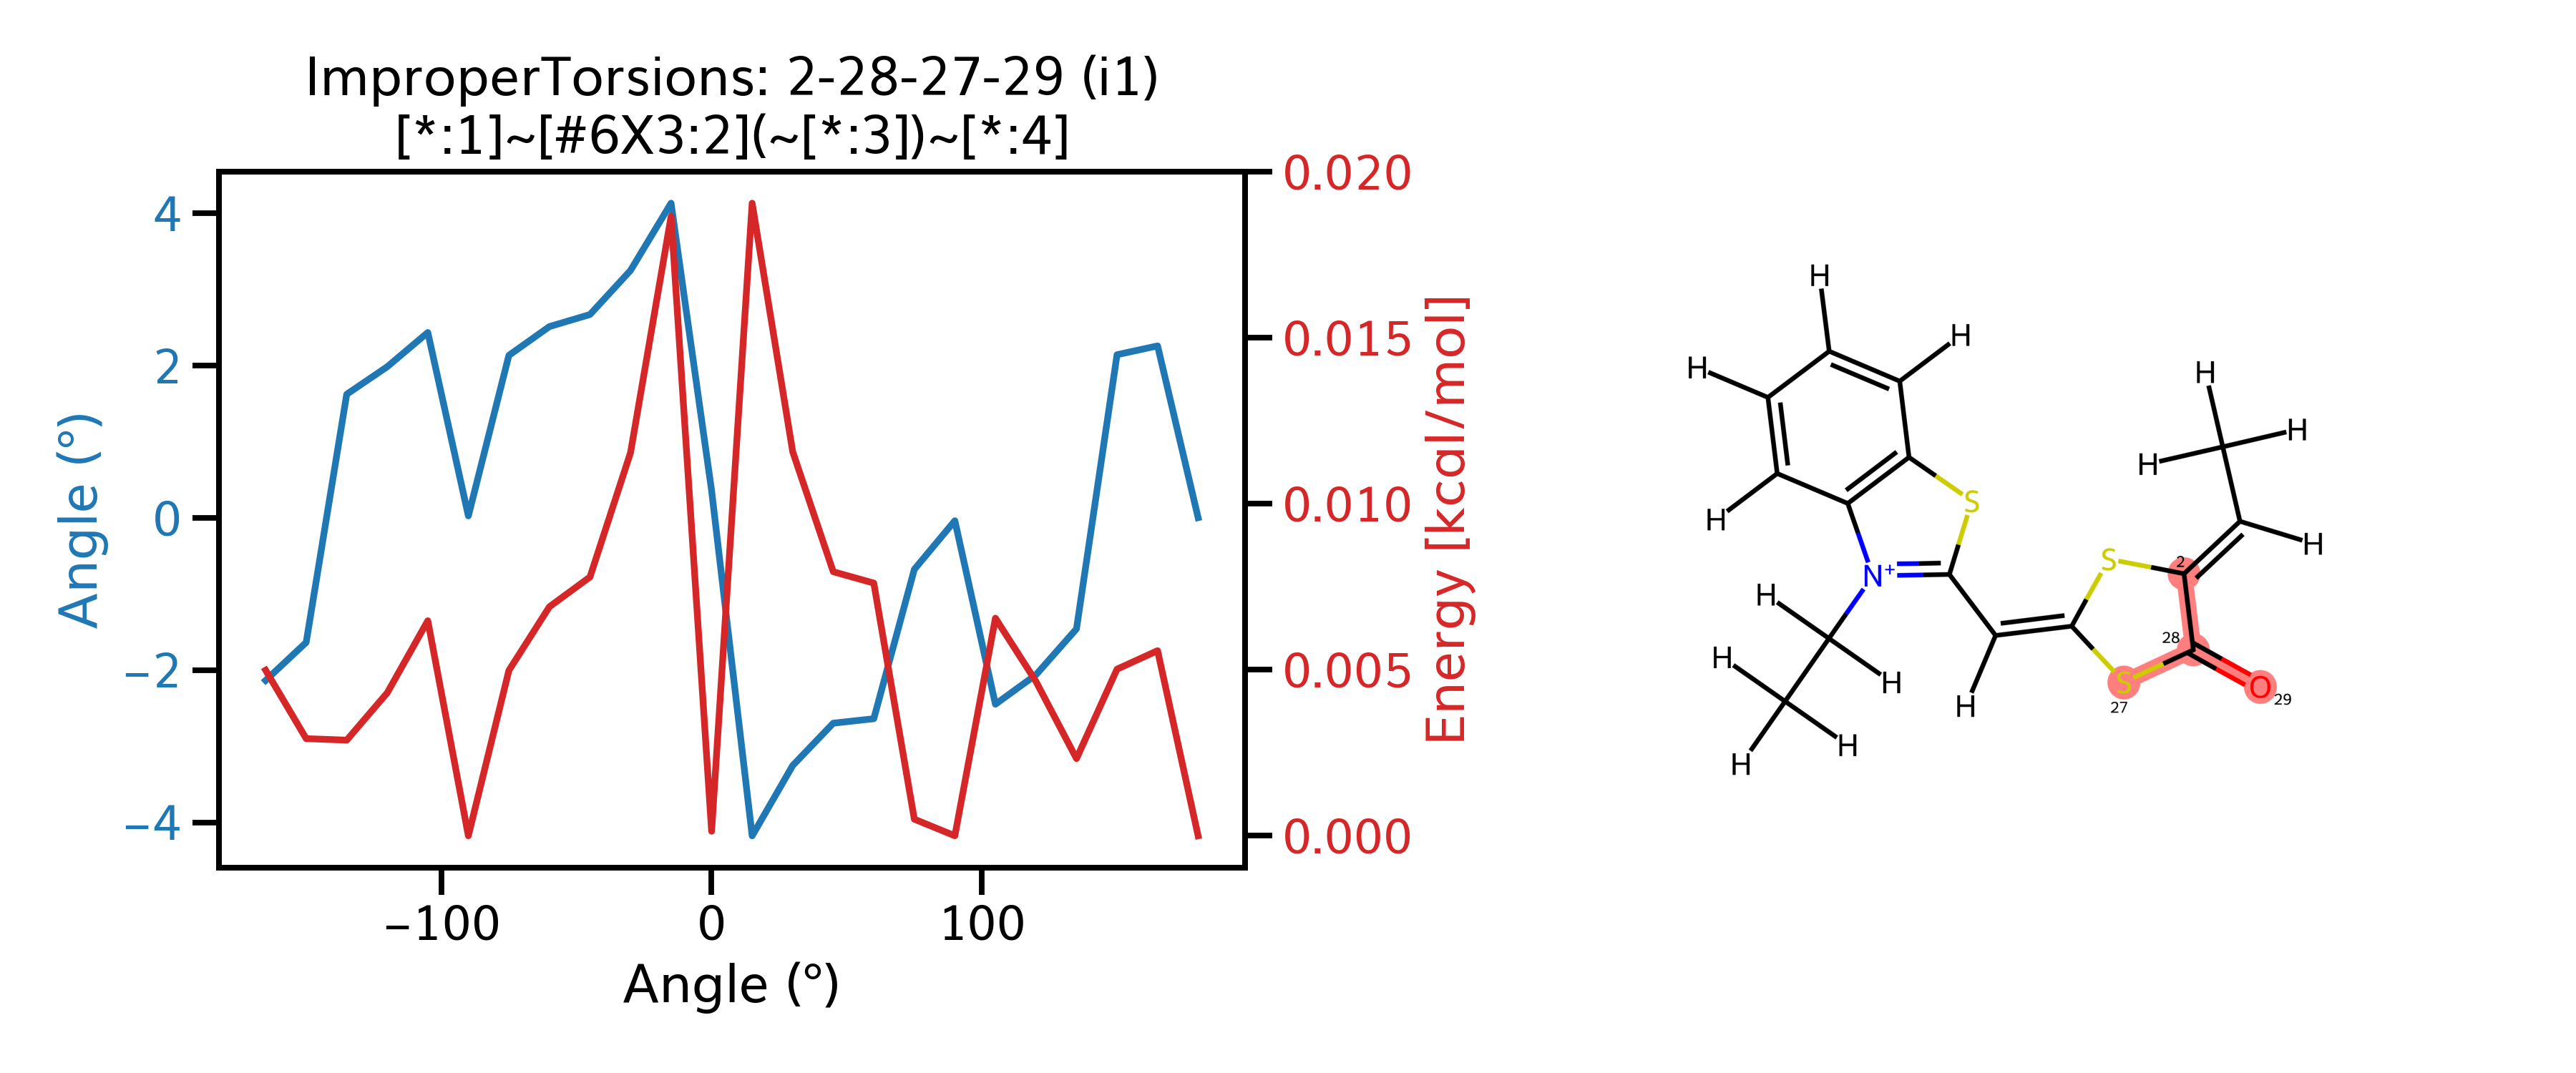 ImproperTorsions: 2-28-27-29 (i1)
[*:1]~[#6X3:2](~[*:3])~[*:4]
4
2
0
−2
−4
Angle (°)
0.020
0.015
0.010
0.005
0.000
Energy [kcal/mol]
−100
0
100
Angle (°)
H
H
H
H
H
H
H
S
H
H
S
2
N⁺
H
28
H
H
S
O
29
27
H
H
H